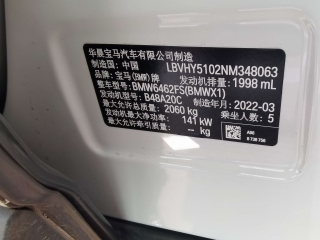 华晨宝马汽车有限公司制造
制造国: 中国 LBVHY5102NM348063
品牌: 宝马(BMW)牌 发动机排量: 1998 mL
整车型号: BMW6462FS(BMWX1)
发动机型号: B48A20C 制造年月: 2022-03
最大允许总质量: 2060 kg 乘坐人数: 5
发动机最大净功率: 141 kW
最大允许牵引质量: — kg
A96